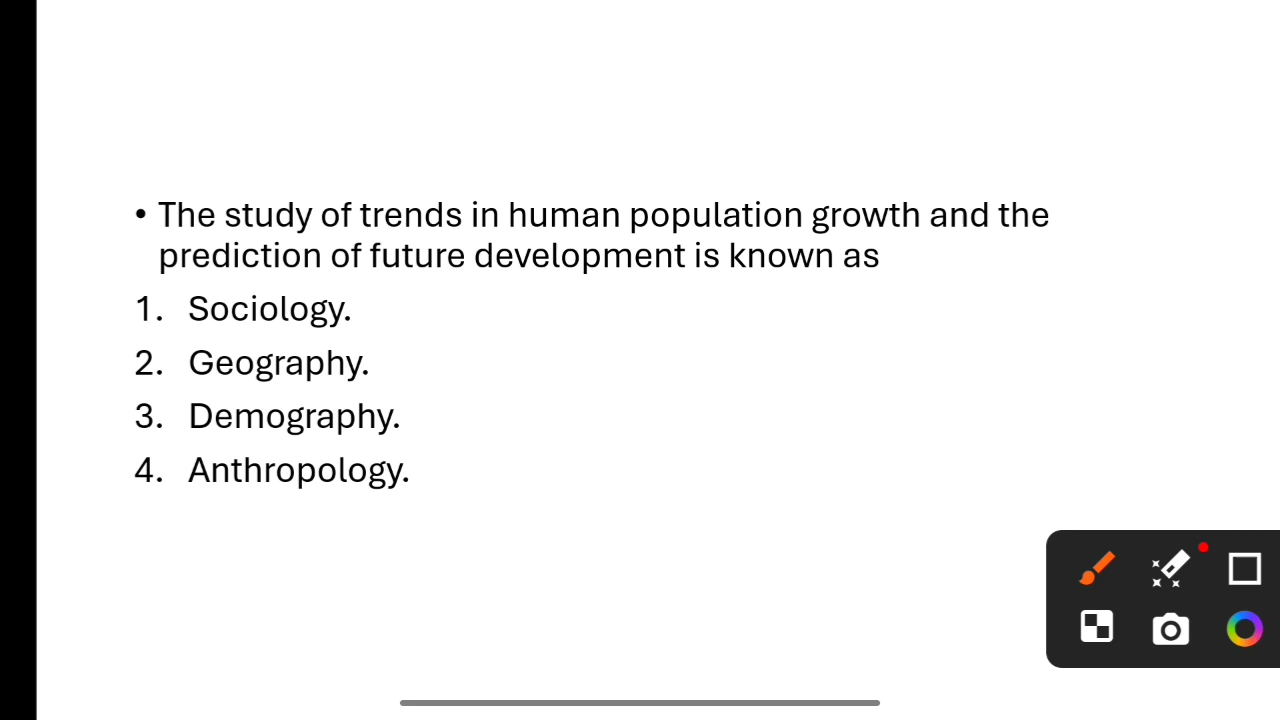 • The study of trends in human population growth and the
prediction of future development is known as
1. Sociology.
2. Geography.
3. Demography.
4. Anthropology.